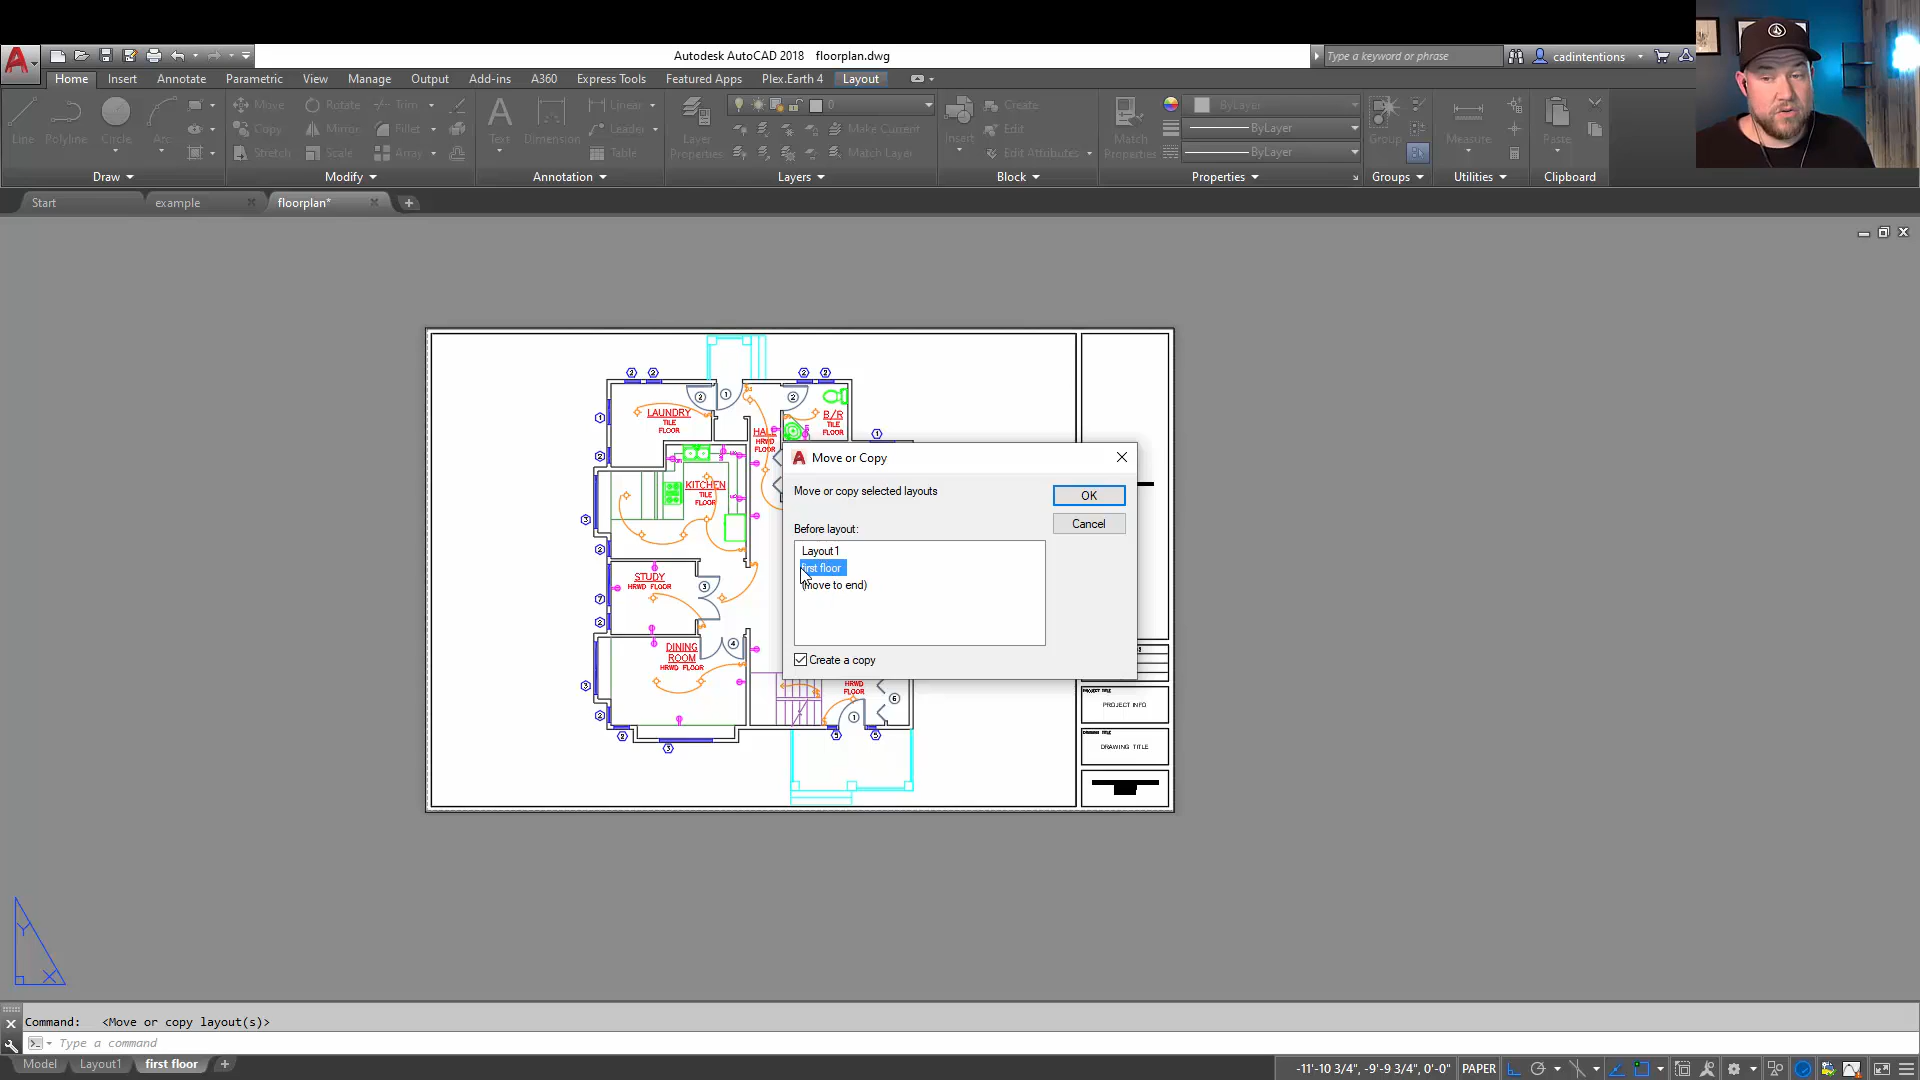 Autodesk AutoCAD 2018 floorplan.dwg
Type a keyword or phrase
cadintentions
Home Insert Annotate Parametric View Manage Output Add-ins A360 Express Tools Featured Apps Plex.Earth 4 Layout
Line Polyline Circle Arc
Move Rotate Trim
Copy Mirror Fillet
Stretch Scale Array
Text Dimension
Linear
Leader
Table
Layer Properties
0
Make Current
Match Layer
Insert
Create
Edit
Edit Attributes
Match Properties
ByLayer
ByLayer
ByLayer
Group
Measure
Paste
Draw Modify Annotation Layers Block Properties Groups Utilities Clipboard
Start example floorplan*
LAUNDRY
TILE
FLOOR
B/R
TILE
FLOOR
HRWD
FLOOR
KITCHEN
TILE
FLOOR
STUDY
HRWD FLOOR
DINING
ROOM
HRWD FLOOR
HRWD
FLOOR
Move or Copy
Move or copy selected layouts
OK
Cancel
Before layout:
Layout1
first floor
(move to end)
Create a copy
PROJECT TITLE
PROJECT INFO
DRAWING TITLE
DRAWING TITLE
Y
X
Command: <Move or copy layout(s)>
Type a command
Model Layout1 first floor
-11'-10 3/4", -9'-9 3/4", 0'-0" PAPER